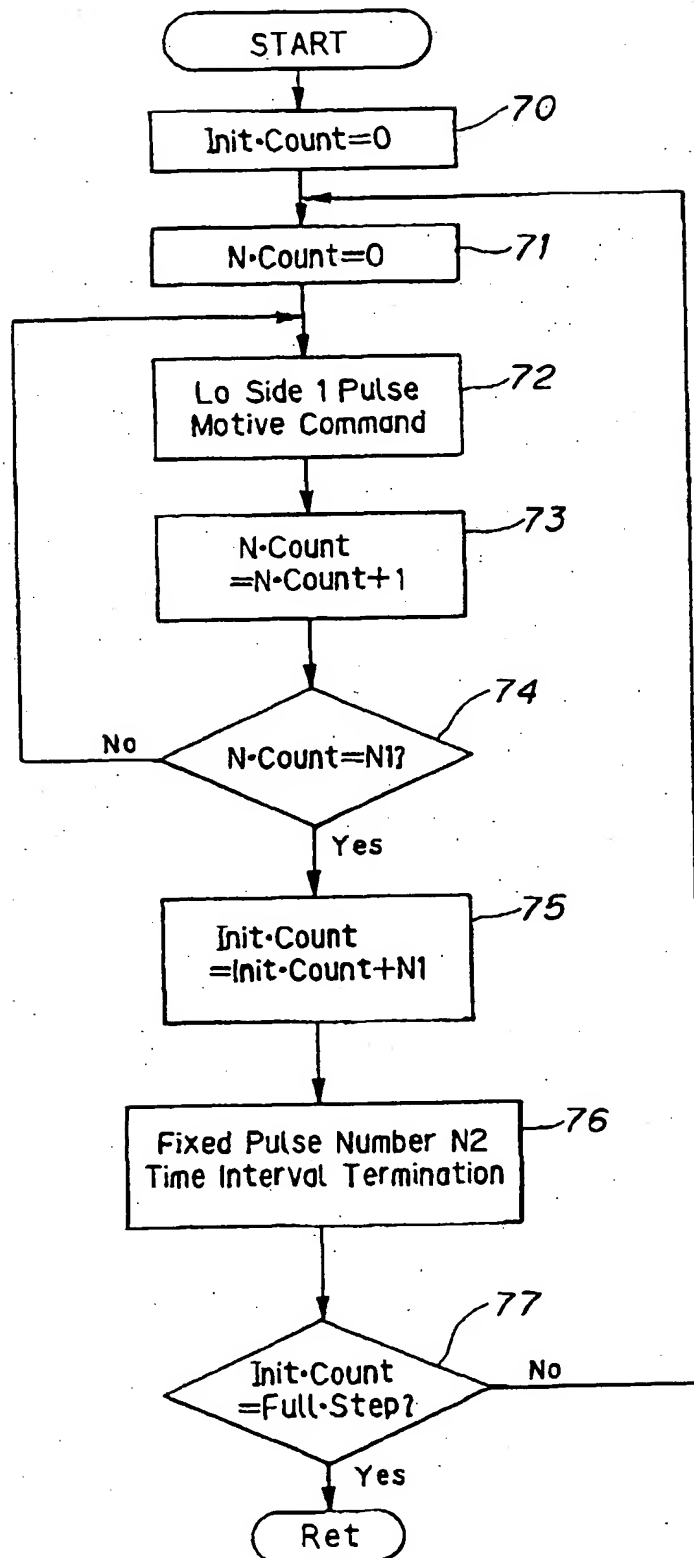 START
70
Init·Count=0
71
N·Count=0
72
Lo Side 1 Pulse
Motive Command
73
N·Count
=N·Count+1
74
No
N·Count=N1?
Yes
75
Init·Count
=Init·Count+N1
76
Fixed Pulse Number N2
Time Interval Termination
77
Init·Count
=Full·Step?
No
Yes
Ret